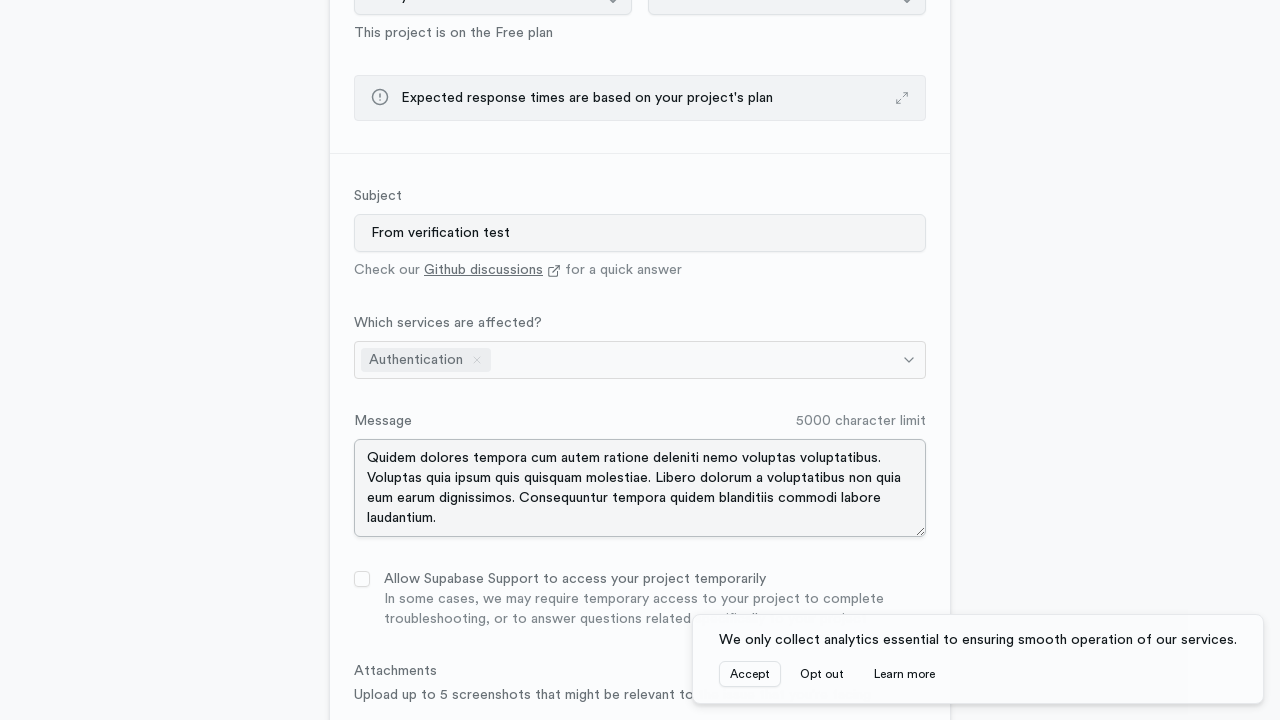 This project is on the Free plan
Expected response times are based on your project's plan
Subject
From verification test
Check our Github discussions for a quick answer
Which services are affected?
Authentication
Message
5000 character limit
Quidem dolores tempora cum autem ratione deleniti nemo voluptas voluptatibus.
Voluptas quia ipsum quis quisquam molestiae. Libero dolorum a voluptatibus non quia
eum earum dignissimos. Consequuntur tempora quidem blanditiis commodi labore
laudantium.
Allow Supabase Support to access your project temporarily
In some cases, we may require temporary access to your project to complete
troubleshooting, or to answer questions related
We only collect analytics essential to ensuring smooth operation of our services.
Accept
Opt out
Learn more
Attachments
Upload up to 5 screenshots that might be relevant to